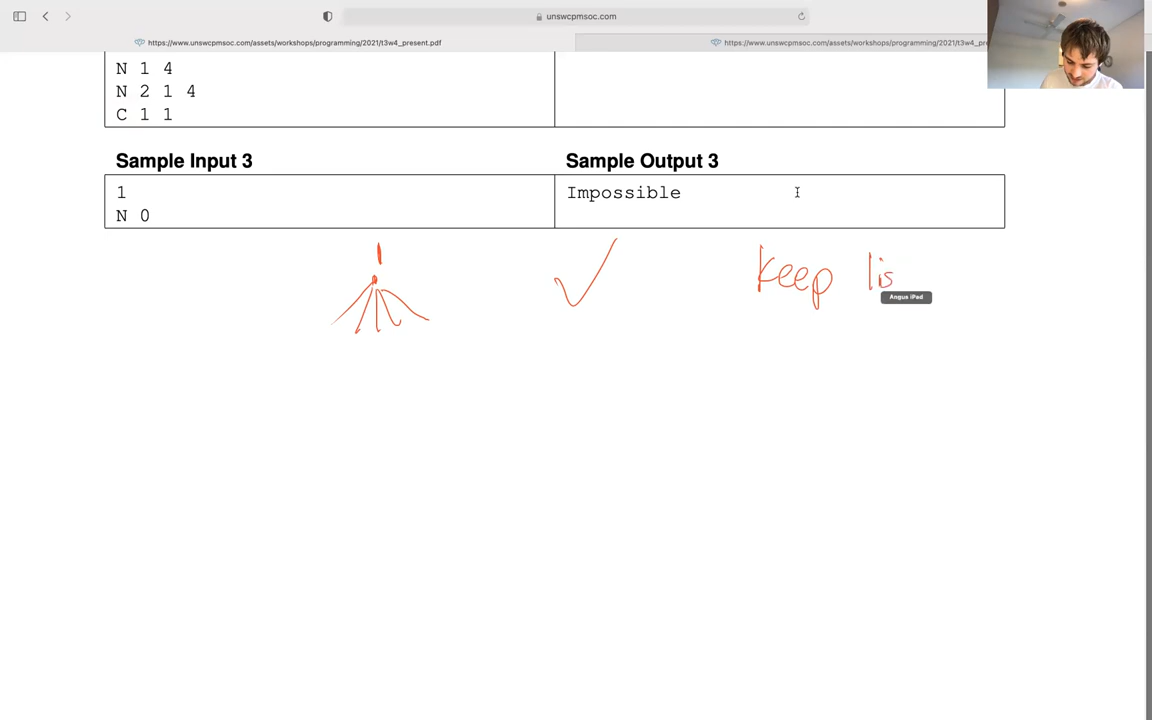 unswcpmsoc.com
https://www.unswcpmsoc.com/assets/workshops/programming/2021/t3w4_present.pdf
https://www.unswcpmsoc.com/assets/workshops/programming/2021/t3w4_pre
N 1 4
N 2 1 4
C 1 1
Sample Input 3
Sample Output 3
1
N 0
Impossible
keep lis
Angus iPad